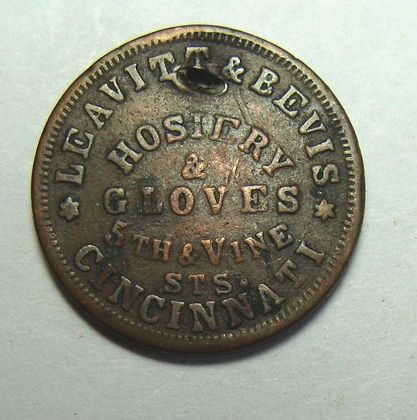 LEAVITT & BEVIS
HOSIERY
&
GLOVES
5TH & VINE
STS.
CINCINNATI